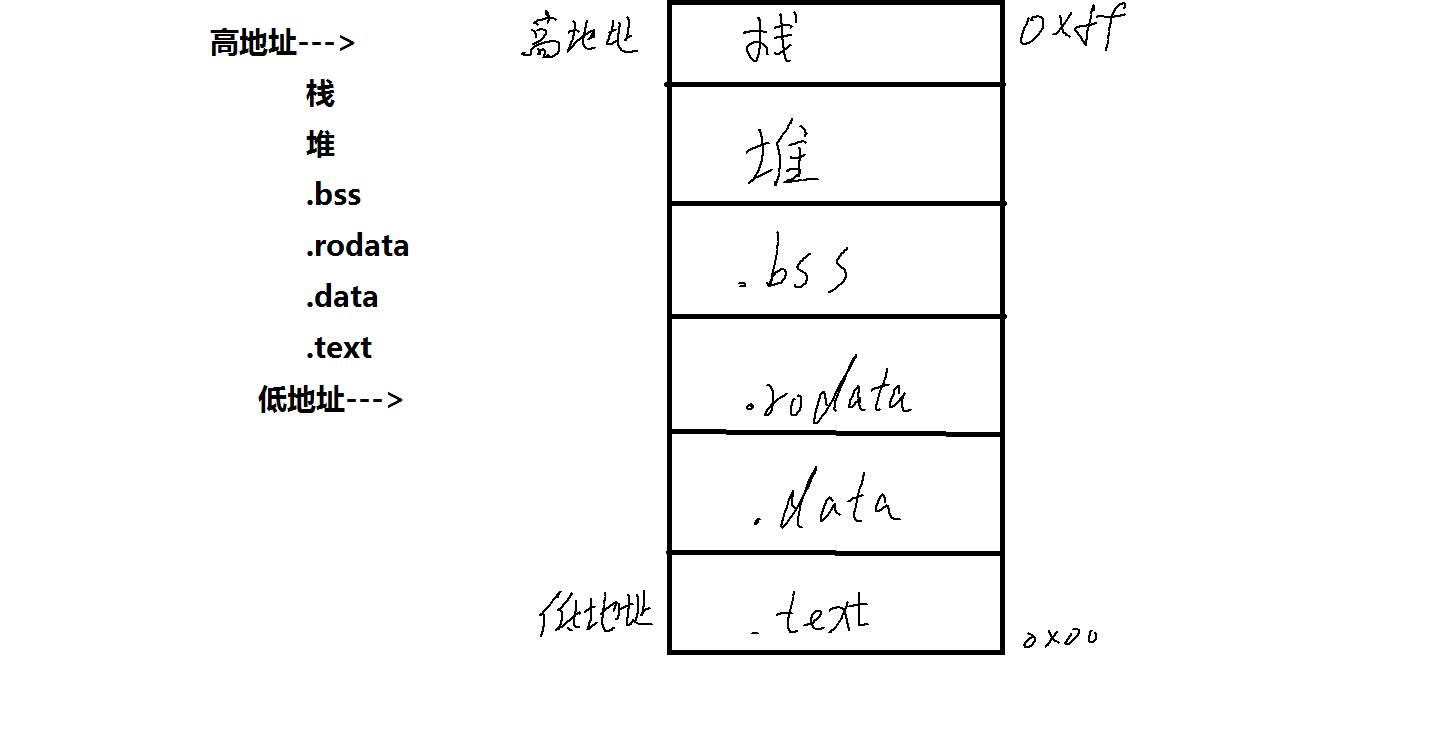 高地址--->
栈
堆
.bss
.rodata
.data
.text
低地址--->
高地址 栈 0xff
堆
.bss
.rodata
.data
低地址 .text 0x00